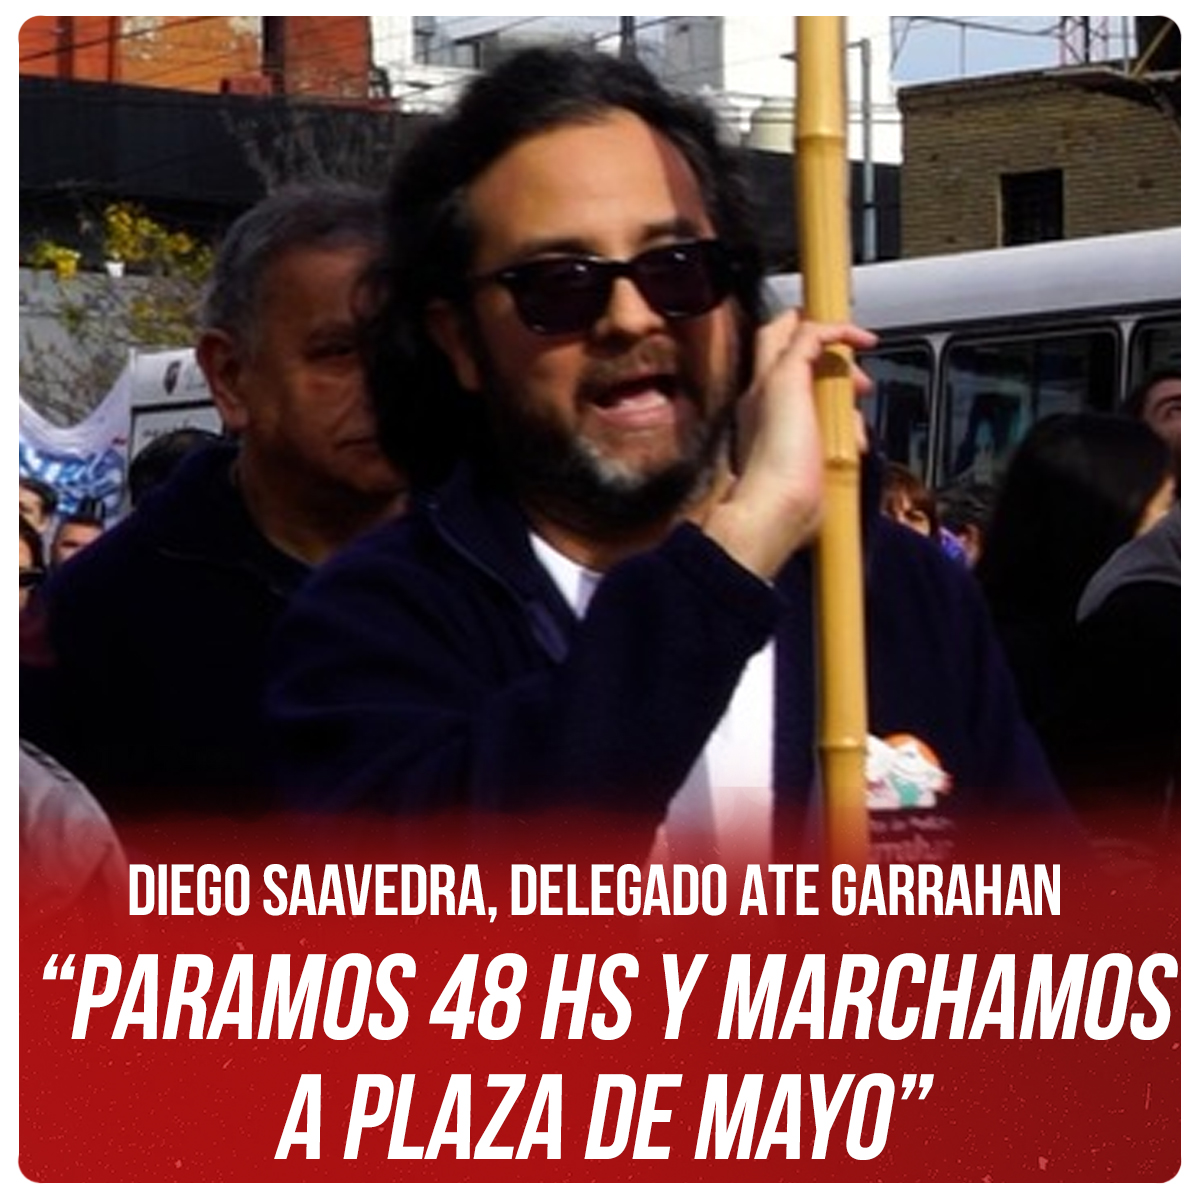 DIEGO SAAVEDRA, DELEGADO ATE GARRAHAN
“PARAMOS 48 HS Y MARCHAMOS
A PLAZA DE MAYO”